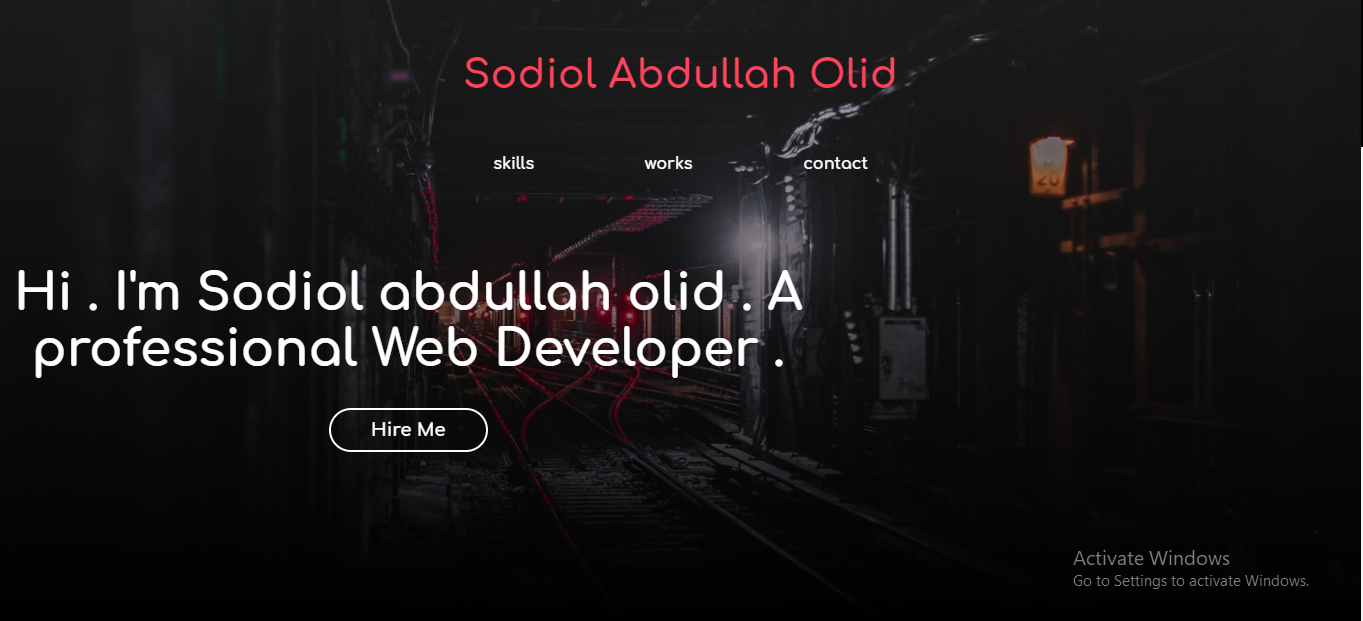 Sodiol Abdullah Olid
skills works contact
20
Hi . I'm Sodiol abdullah olid . A
professional Web Developer .
Hire Me
Activate Windows
Go to Settings to activate Windows.